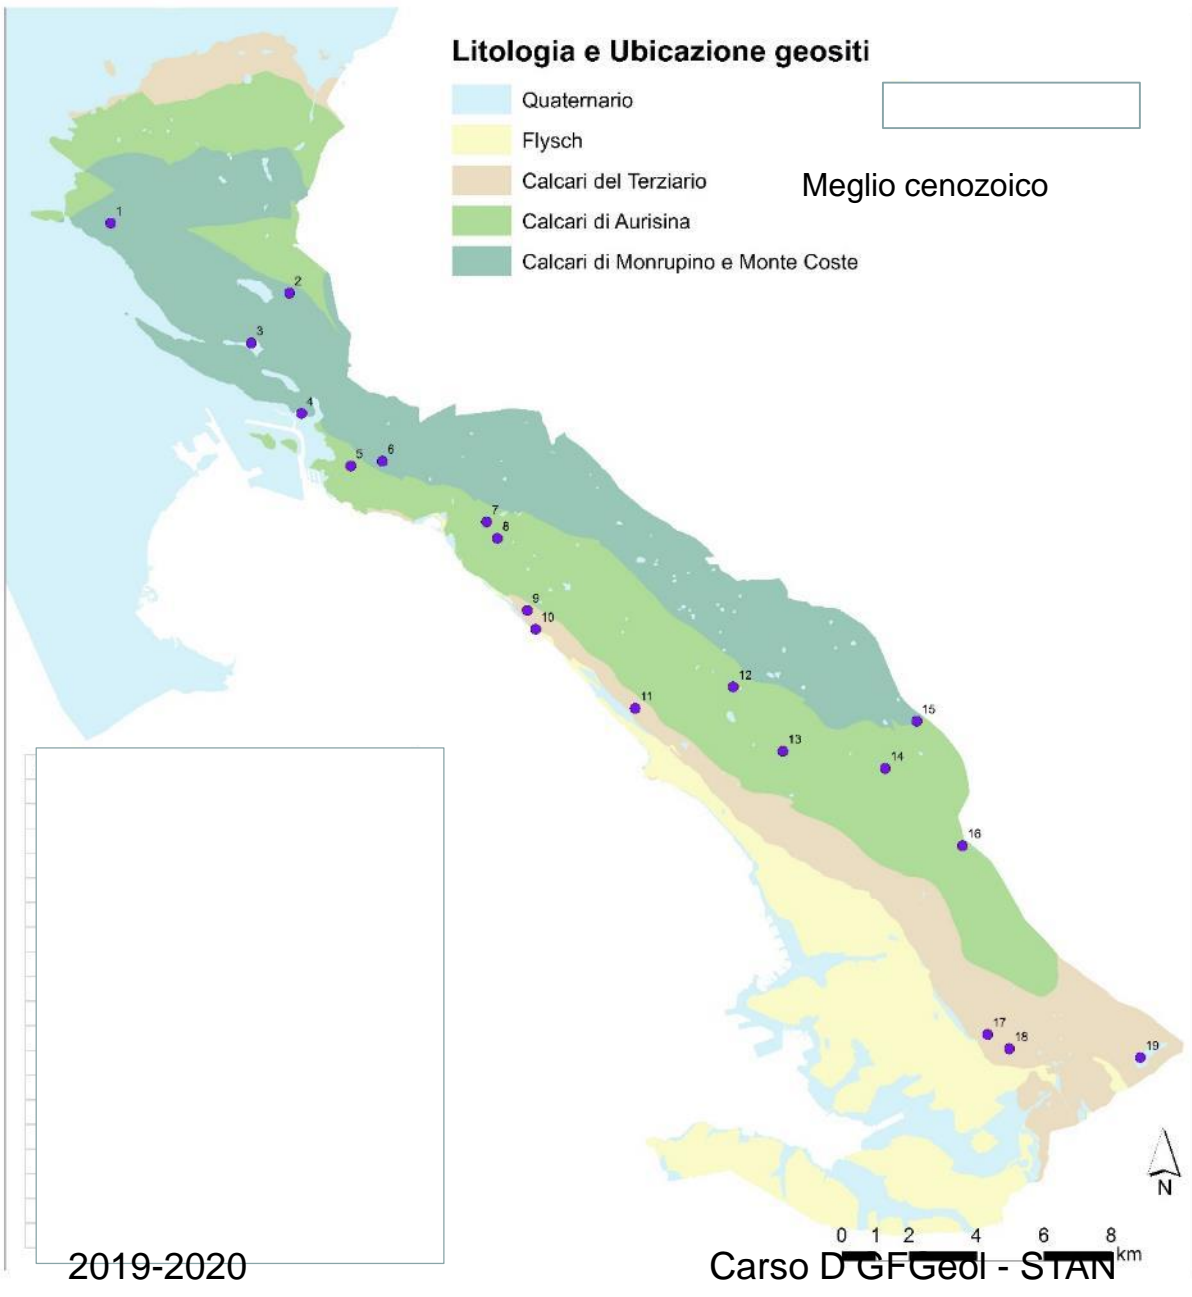 Litologia e Ubicazione geositi
Quaternario
Flysch
Calcari del Terziario
Meglio cenozoico
Calcari di Aurisina
Calcari di Monrupino e Monte Coste
1
2
3
4
5
6
7
8
9
10
11
12
13
14
15
16
17
18
19
N
0 1 2 4 6 8
km
2019-2020
Carso D GFGeol - STAN